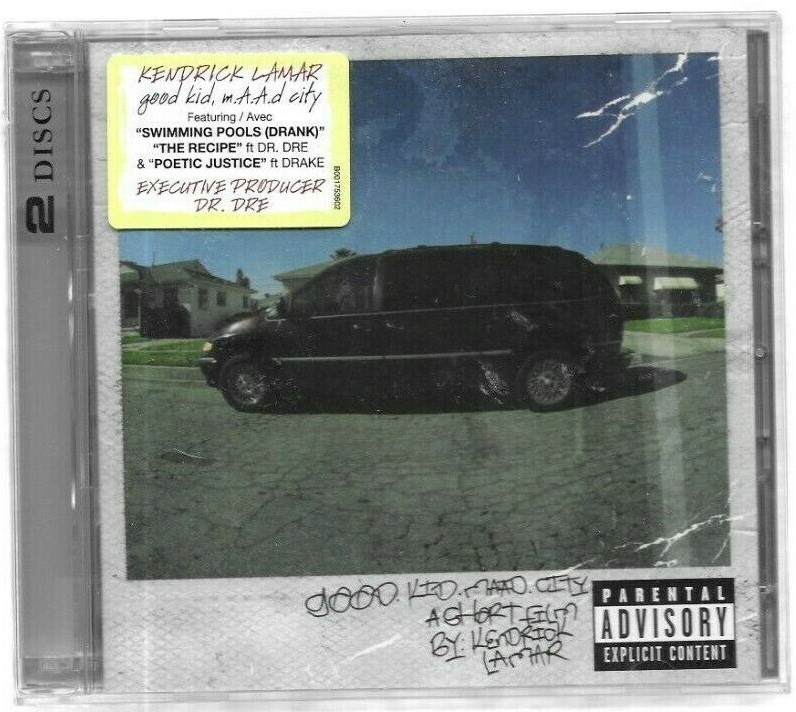 2 DISCS
KENDRICK LAMAR
good kid, m.A.A.d city
Featuring / Avec
"SWIMMING POOLS (DRANK)"
"THE RECIPE" ft DR. DRE
& "POETIC JUSTICE" ft DRAKE
EXECUTIVE PRODUCER
DR. DRE
B001753602
GOOD. KID. MAAD. CITY
A SHORT FILM
BY: KENDRICK
LAMAR
PARENTAL
ADVISORY
EXPLICIT CONTENT